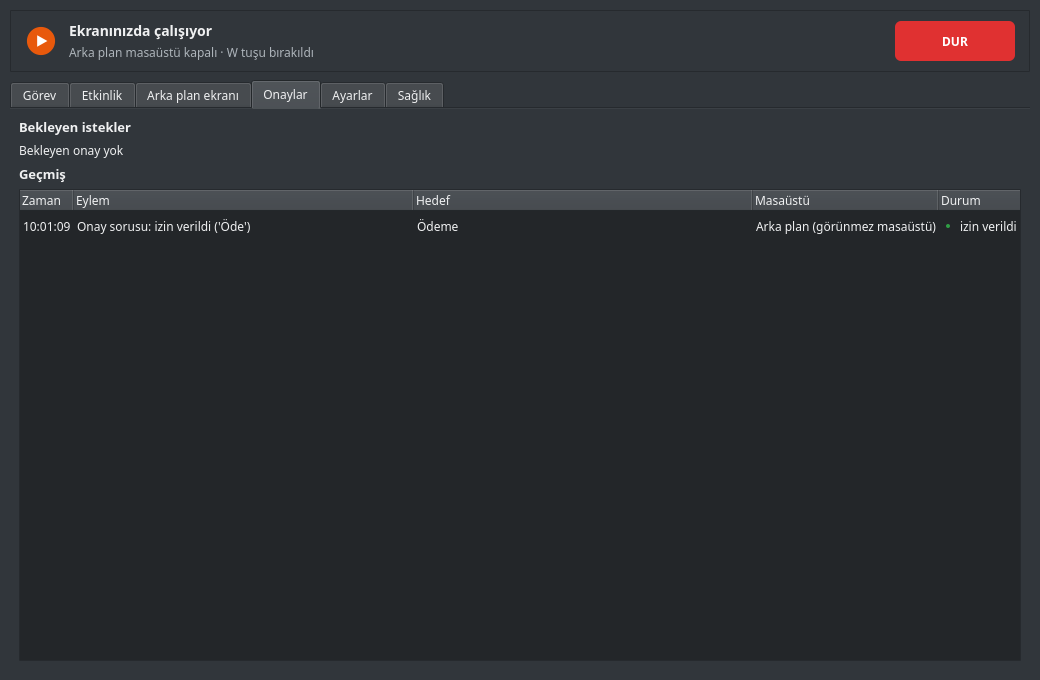 Ekranınızda çalışıyor
Arka plan masaüstü kapalı · W tuşu bırakıldı
DUR
Görev Etkinlik Arka plan ekranı Onaylar Ayarlar Sağlık
Bekleyen istekler
Bekleyen onay yok
Geçmiş
Zaman Eylem Hedef Masaüstü Durum
10:01:09 Onay sorusu: izin verildi ('Öde') Ödeme Arka plan (görünmez masaüstü) izin verildi